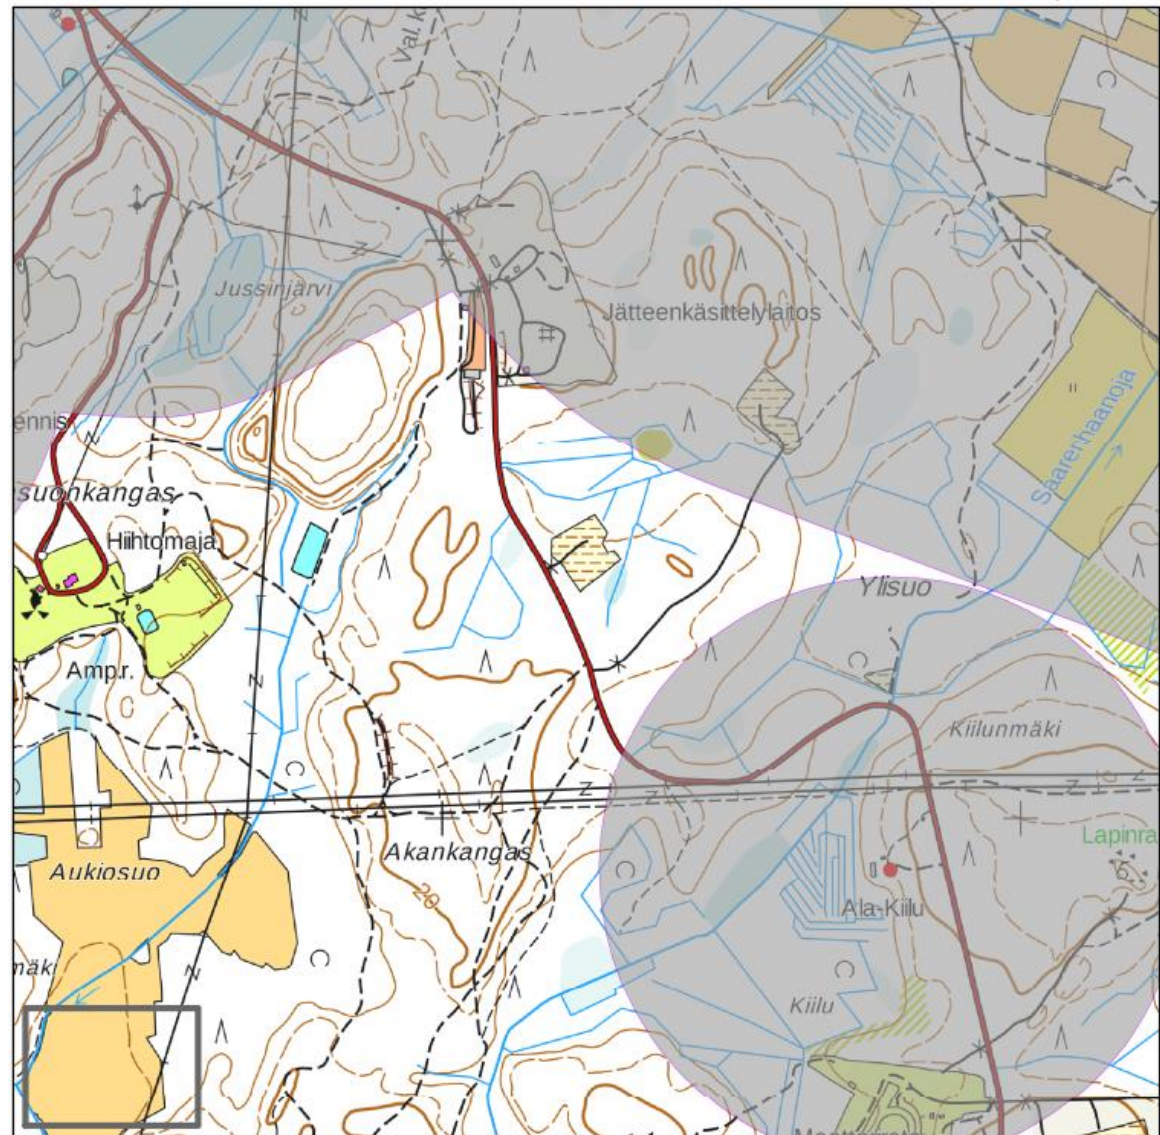 Val.k
Jussinjärvi
Jätteenkäsittelylaitos
ennis
Saarenhaanoja
suonkangas
Hiihtomaja
Ylisuo
Amp.r.
Kiilunmäki
Lapinra
Akankangas
Aukiosuo
20
Ala-Kiilu
mäki
Kiilu